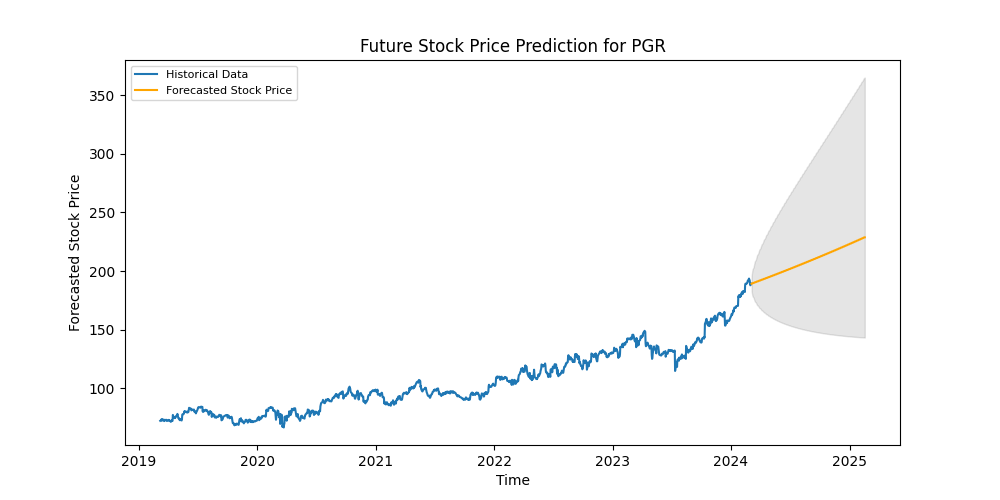 Future Stock Price Prediction for PGR
Historical Data
Forecasted Stock Price
350
300
250
200
150
100
Forecasted Stock Price
2019 2020 2021 2022 2023 2024 2025
Time